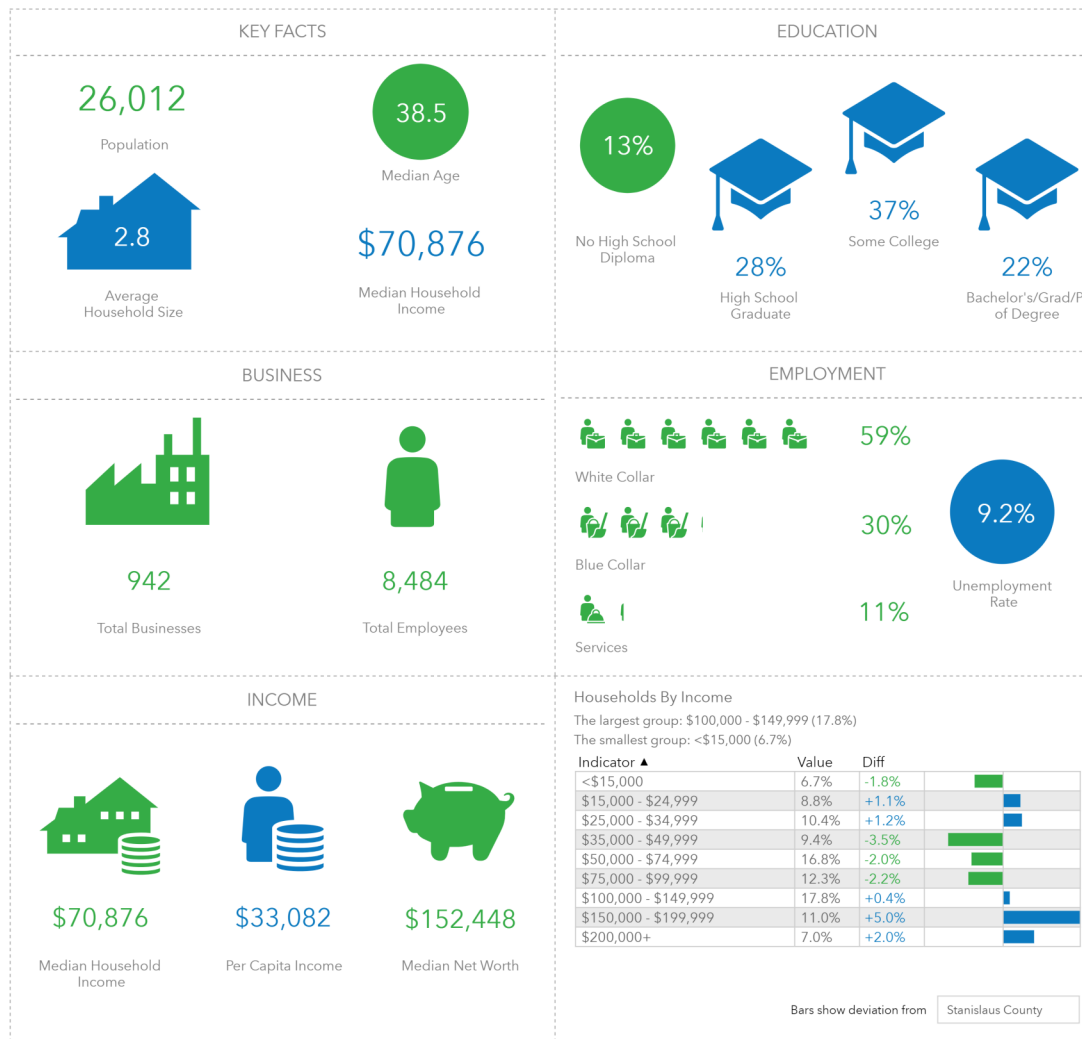 KEY FACTS
26,012
Population
38.5
Median Age
2.8
Average
Household Size
$70,876
Median Household
Income
EDUCATION
13%
No High School
Diploma
28%
High School
Graduate
37%
Some College
22%
Bachelor's/Grad/P
of Degree
BUSINESS
942
Total Businesses
8,484
Total Employees
EMPLOYMENT
59%
White Collar
30%
Blue Collar
11%
Services
9.2%
Unemployment
Rate
INCOME
$70,876
Median Household
Income
$33,082
Per Capita Income
$152,448
Median Net Worth
Households By Income
The largest group: $100,000 - $149,999 (17.8%)
The smallest group: <$15,000 (6.7%)
Indicator ▲ Value Diff
<$15,000 6.7% -1.8%
$15,000 - $24,999 8.8% +1.1%
$25,000 - $34,999 10.4% +1.2%
$35,000 - $49,999 9.4% -3.5%
$50,000 - $74,999 16.8% -2.0%
$75,000 - $99,999 12.3% -2.2%
$100,000 - $149,999 17.8% +0.4%
$150,000 - $199,999 11.0% +5.0%
$200,000+ 7.0% +2.0%
Bars show deviation from Stanislaus County